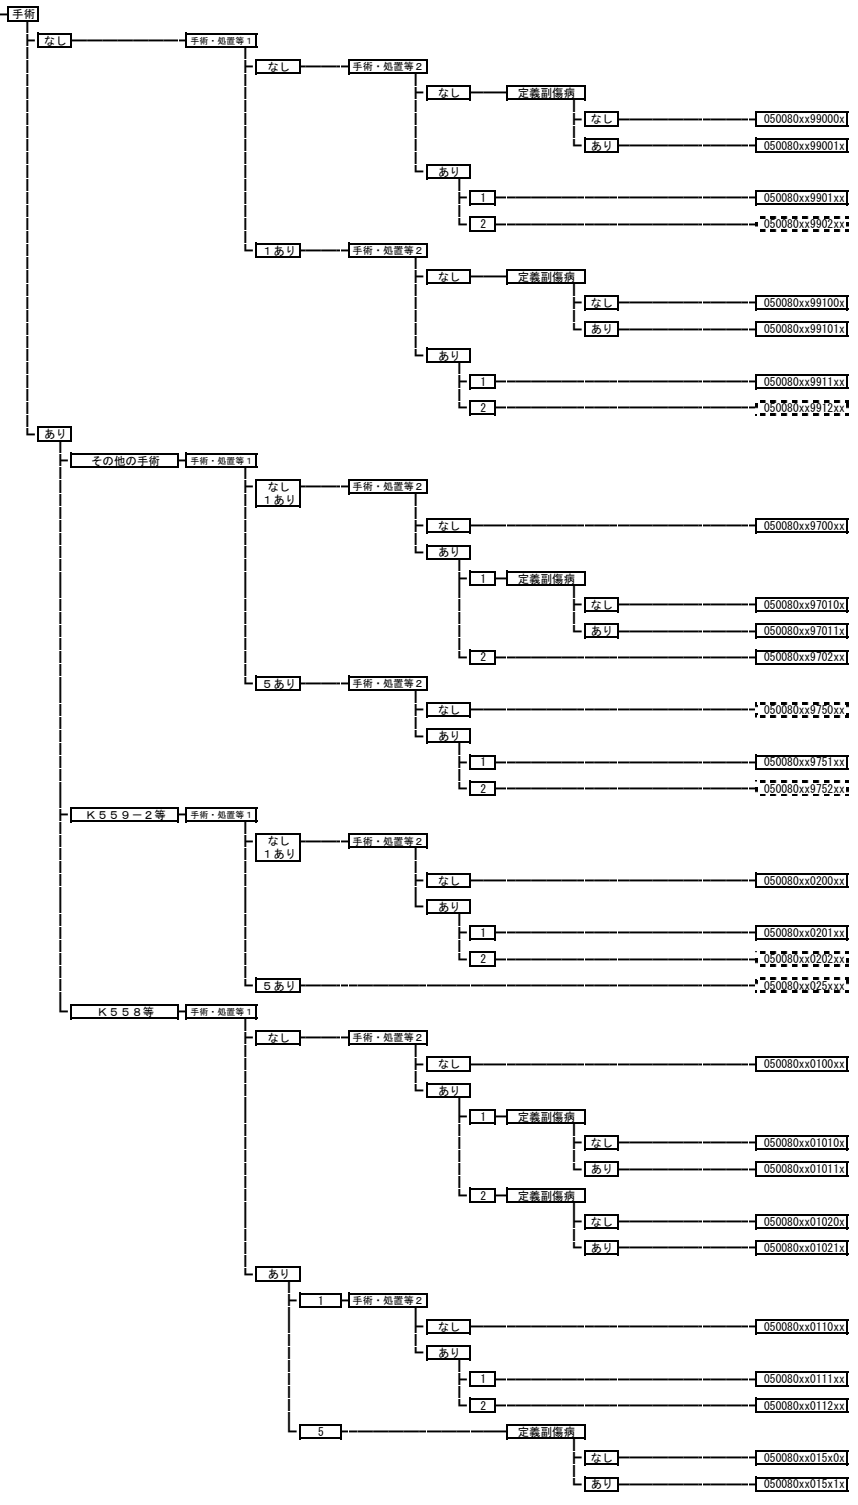 手術
なし
手術・処置等1
なし
手術・処置等2
なし
定義副傷病
なし
050080xx99000x
あり
050080xx99001x
あり
1
050080xx9901xx
2
050080xx9902xx
1あり
手術・処置等2
なし
定義副傷病
なし
050080xx99100x
あり
050080xx99101x
あり
1
050080xx9911xx
2
050080xx9912xx
あり
その他の手術
手術・処置等1
なし
1あり
手術・処置等2
なし
050080xx9700xx
あり
1
定義副傷病
なし
050080xx97010x
あり
050080xx97011x
2
050080xx9702xx
5あり
手術・処置等2
なし
050080xx9750xx
あり
1
050080xx9751xx
2
050080xx9752xx
K559-2等
手術・処置等1
なし
1あり
手術・処置等2
なし
050080xx0200xx
あり
1
050080xx0201xx
2
050080xx0202xx
5あり
050080xx025xxx
K558等
手術・処置等1
なし
手術・処置等2
なし
050080xx0100xx
あり
1
定義副傷病
なし
050080xx01010x
あり
050080xx01011x
2
定義副傷病
なし
050080xx01020x
あり
050080xx01021x
あり
1
手術・処置等2
なし
050080xx0110xx
あり
1
050080xx0111xx
2
050080xx0112xx
5
定義副傷病
なし
050080xx015x0x
あり
050080xx015x1x